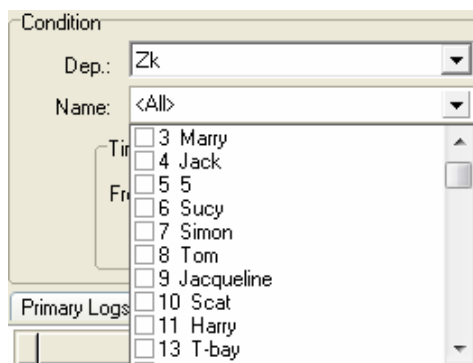 Condition
Dep.: Zk
Name: <All>
3 Marry
4 Jack
5 5
6 Sucy
7 Simon
8 Tom
9 Jacqueline
10 Scat
11 Harry
13 T-bay
Primary Logs